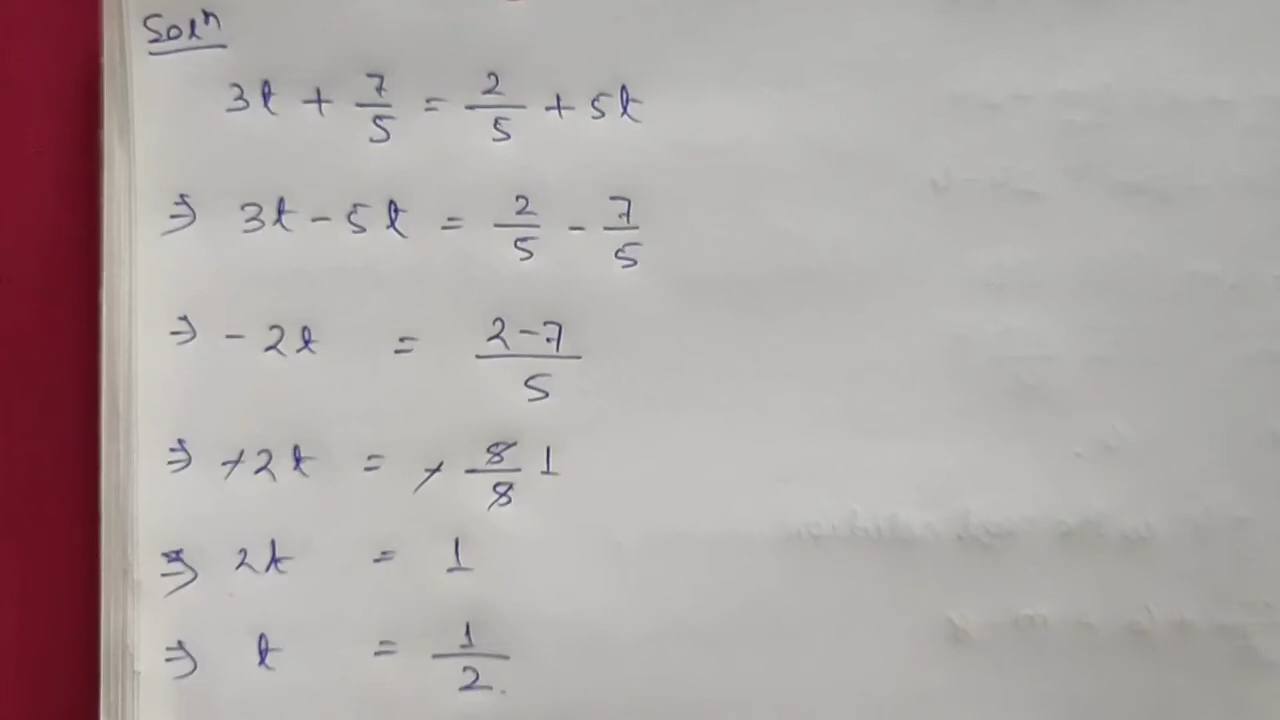 Solⁿ
3t + 7/5 = 2/5 + 5t
⇒ 3t - 5t = 2/5 - 7/5
⇒ - 2t = (2-7)/5
⇒ -2t = - 5/5 1
⇒ 2t = 1
⇒ t = 1/2.